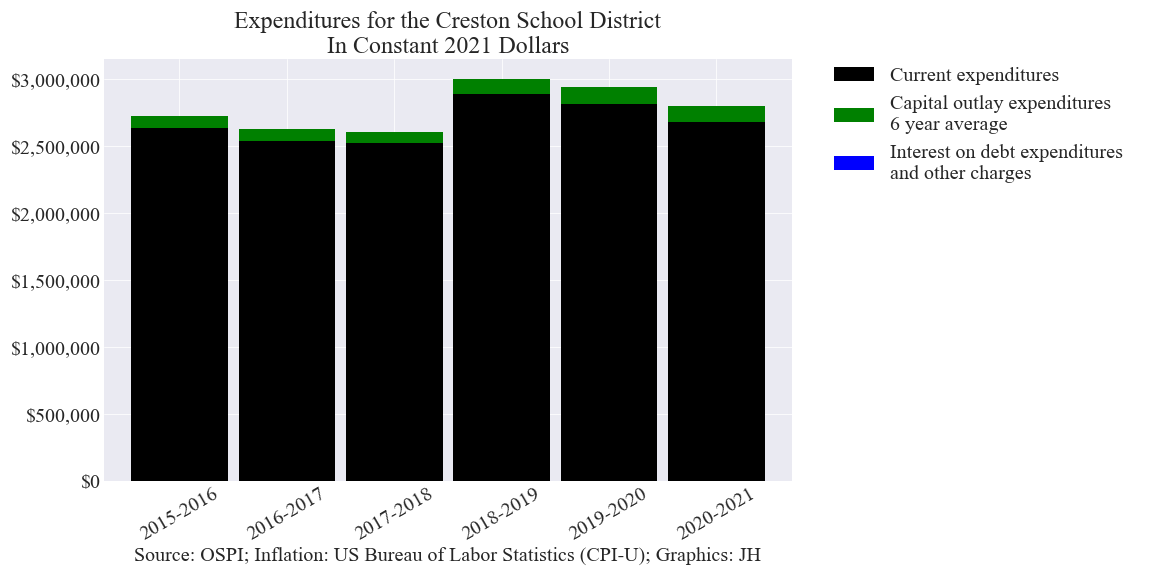 Expenditures for the Creston School District
In Constant 2021 Dollars
$3,000,000
$2,500,000
$2,000,000
$1,500,000
$1,000,000
$500,000
$0
2015-2016
2016-2017
2017-2018
2018-2019
2019-2020
2020-2021
Source: OSPI; Inflation: US Bureau of Labor Statistics (CPI-U); Graphics: JH
Current expenditures
Capital outlay expenditures
6 year average
Interest on debt expenditures
and other charges